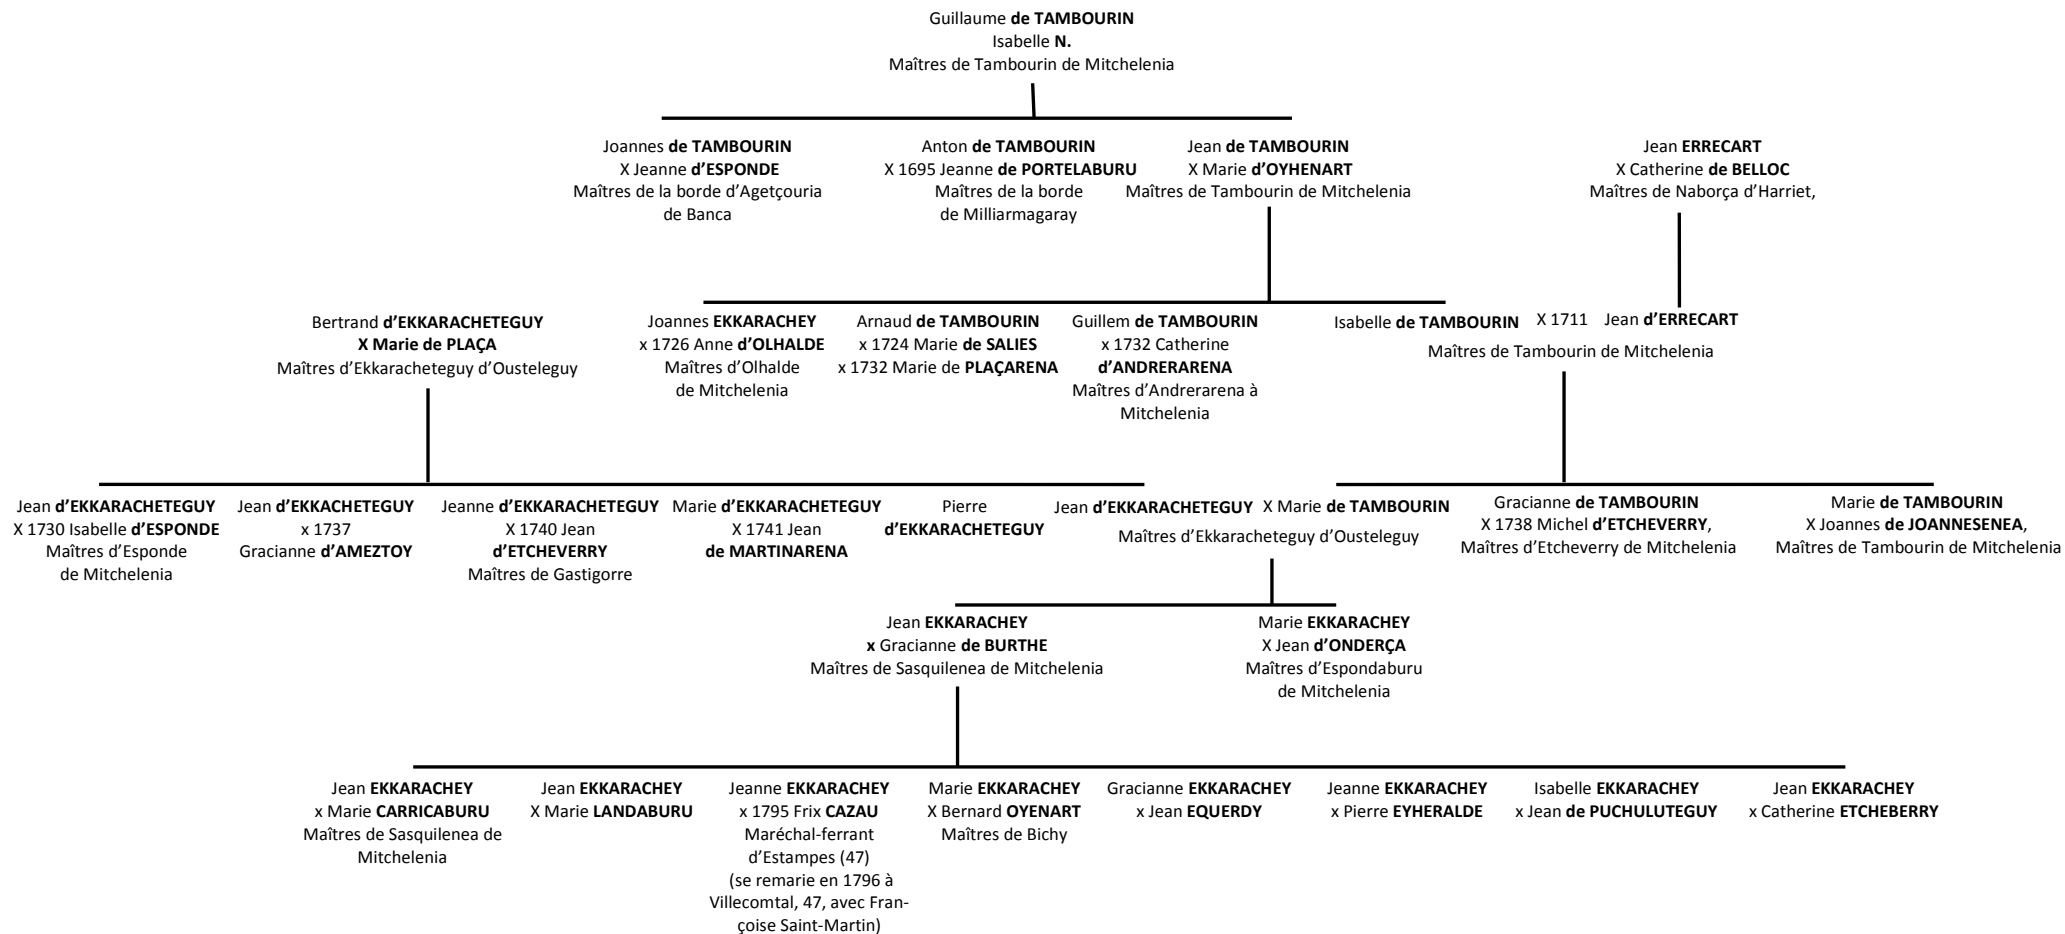 Guillaume de TAMBOURIN
Isabelle N.
Maîtres de Tambourin de Mitchelenia
Joannes de TAMBOURIN
X Jeanne d’ESPONDE
Maîtres de la borde d’Agetçouria
de Banca
Anton de TAMBOURIN
X 1695 Jeanne de PORTELABURU
Maîtres de la borde
de Milliarmagaray
Jean de TAMBOURIN
X Marie d’OYHENART
Maîtres de Tambourin de Mitchelenia
Jean ERRECART
X Catherine de BELLOC
Maîtres de Naborça d’Harriet,
Bertrand d’EKKARACHETEGUY
X Marie de PLAÇA
Maîtres d’Ekkaracheteguy d’Ousteleguy
Joannes EKKARACHEY
x 1726 Anne d’OLHALDE
Maîtres d’Olhalde
de Mitchelenia
Arnaud de TAMBOURIN
x 1724 Marie de SALIES
x 1732 Marie de PLAÇARENA
Guillem de TAMBOURIN
x 1732 Catherine
d’ANDRERARENA
Maîtres d’Andrerarena à
Mitchelenia
Isabelle de TAMBOURIN X 1711 Jean d’ERRECART
Maîtres de Tambourin de Mitchelenia
Jean d’EKKARACHETEGUY
X 1730 Isabelle d’ESPONDE
Maîtres d’Esponde
de Mitchelenia
Jean d’EKKACHETEGUY
x 1737
Gracianne d’AMEZTOY
Jeanne d’EKKARACHETEGUY
X 1740 Jean
d’ETCHEVERRY
Maîtres de Gastigorre
Marie d’EKKARACHETEGUY
X 1741 Jean
de MARTINARENA
Pierre
d’EKKARACHETEGUY
Jean d’EKKARACHETEGUY X Marie de TAMBOURIN
Maîtres d’Ekkaracheteguy d’Ousteleguy
Gracianne de TAMBOURIN
X 1738 Michel d’ETCHEVERRY,
Maîtres d’Etcheverry de Mitchelenia
Marie de TAMBOURIN
X Joannes de JOANNESENEA,
Maîtres de Tambourin de Mitchelenia
Jean EKKARACHEY
x Gracianne de BURTHE
Maîtres de Sasquilenea de Mitchelenia
Marie EKKARACHEY
X Jean d’ONDERÇA
Maîtres d’Espondaburu
de Mitchelenia
Jean EKKARACHEY
x Marie CARRICABURU
Maîtres de Sasquilenea de
Mitchelenia
Jean EKKARACHEY
X Marie LANDABURU
Jeanne EKKARACHEY
x 1795 Frix CAZAU
Maréchal-ferrant
d’Estampes (47)
(se remarie en 1796 à
Villecomtal, 47, avec Fran-
çoise Saint-Martin)
Marie EKKARACHEY
X Bernard OYENART
Maîtres de Bichy
Gracianne EKKARACHEY
x Jean EQUERDY
Jeanne EKKARACHEY
x Pierre EYHERALDE
Isabelle EKKARACHEY
x Jean de PUCHULUTEGUY
Jean EKKARACHEY
x Catherine ETCHEBERRY